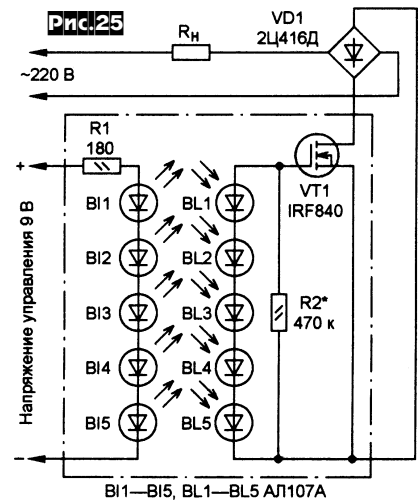 Рис.25
Rн
VD1
2Ц416Д
~220 В
R1
180
+
VT1
IRF840
BI1
BL1
BI2
BL2
BI3
BL3
R2*
470 к
BI4
BL4
BI5
BL5
Напряжение управления 9 В
–
BI1—BI5, BL1—BL5 АЛ107А